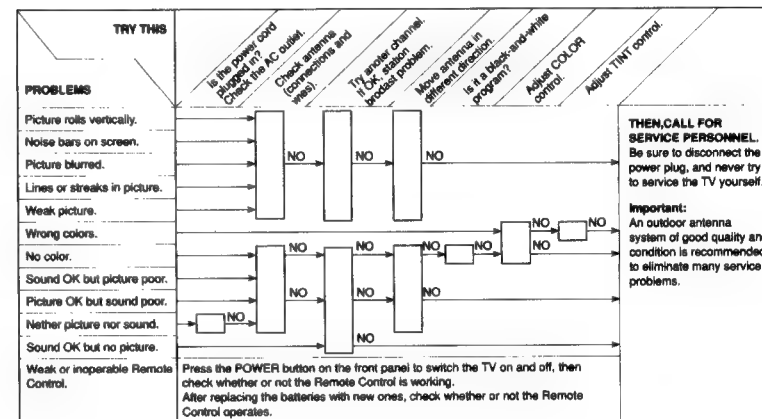 TRY THIS
PROBLEMS
Is the power cord
plugged in?
Check the AC outlet.
Check antenna
(connections and
wnes).
Try anoter channel.
If OK, station
brodast problem.
Move antenna in
different direction.
Is it a black-and-white
program?
Adjust COLOR
control.
Adjust TINT control.
Picture rolls vertically.
Noise bars on screen.
Picture blurred.
NO NO NO
Lines or streaks in picture.
Weak picture.
Wrong colors.
NO NO
No color.
NO NO NO NO NO
Sound OK but picture poor.
Picture OK but sound poor.
NO NO NO
Nether picture nor sound.
NO
Sound OK but no picture.
NO
Weak or inoperable Remote
Control.
Press the POWER button on the front panel to switch the TV on and off, then
check whether or not the Remote Control is working.
After replacing the batteries with new ones, check whether or not the Remote
Control operates.
THEN,CALL FOR
SERVICE PERSONNEL.
Be sure to disconnect the
power plug, and never try
to service the TV yourself.
Important:
An outdoor antenna
system of good quality and
condition is recommended
to eliminate many service
problems.